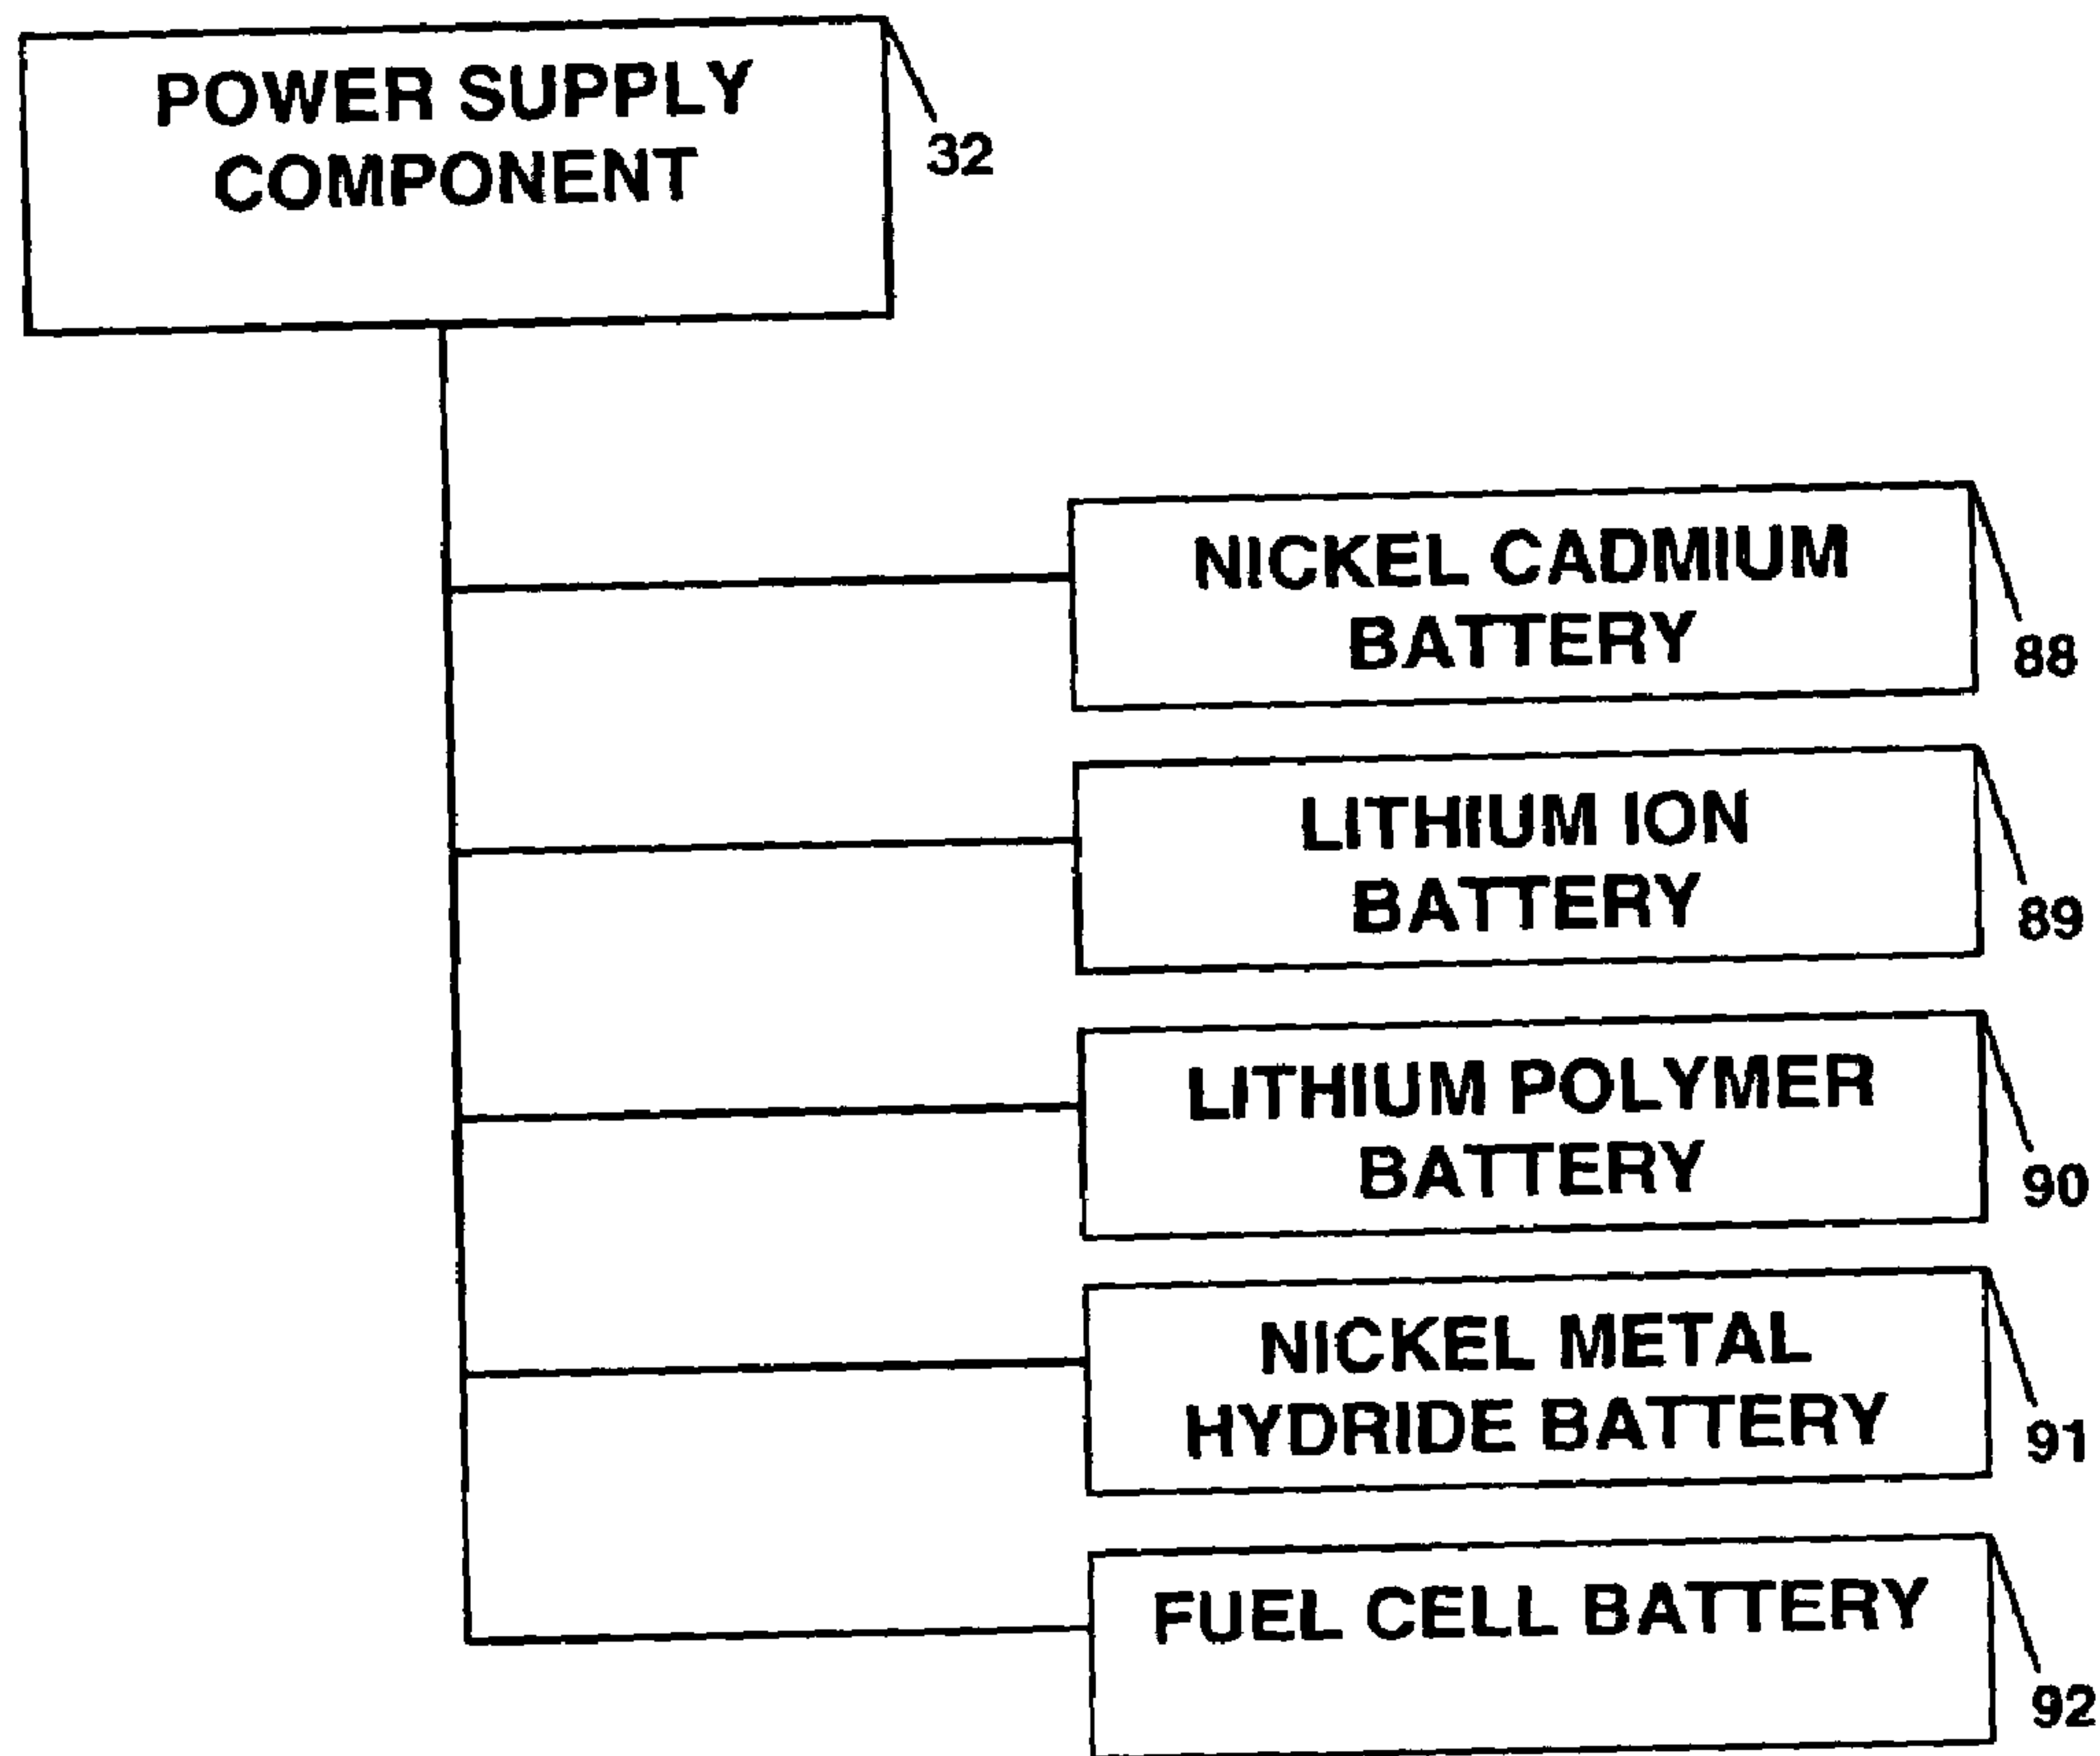 POWER SUPPLY
COMPONENT
32
NICKEL CADMIUM
BATTERY
88
LITHIUM ION
BATTERY
89
LITHIUM POLYMER
BATTERY
90
NICKEL METAL
HYDRIDE BATTERY
91
FUEL CELL BATTERY
92